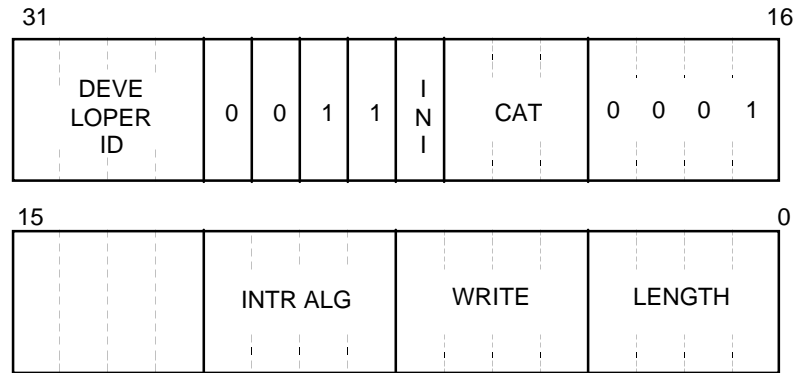 31 16
DEVE
LOPER
ID
0 0 1 1
I
N
I
CAT
0 0 0 1
15 0
INTR ALG
WRITE
LENGTH